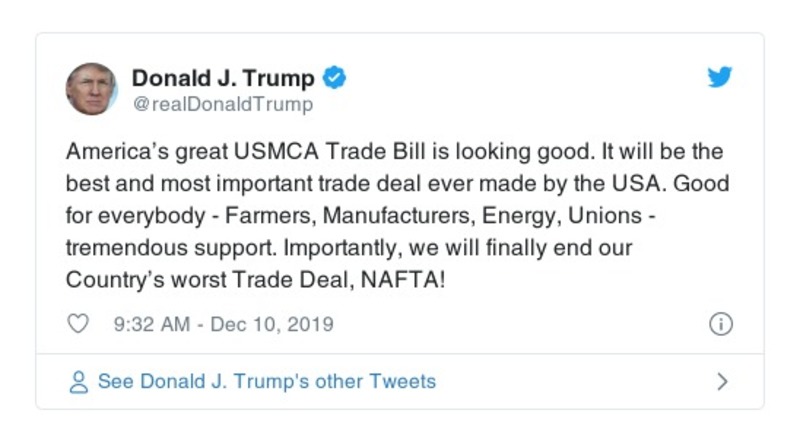 Donald J. Trump
@realDonaldTrump
America’s great USMCA Trade Bill is looking good. It will be the
best and most important trade deal ever made by the USA. Good
for everybody - Farmers, Manufacturers, Energy, Unions -
tremendous support. Importantly, we will finally end our
Country’s worst Trade Deal, NAFTA!
9:32 AM - Dec 10, 2019
See Donald J. Trump's other Tweets